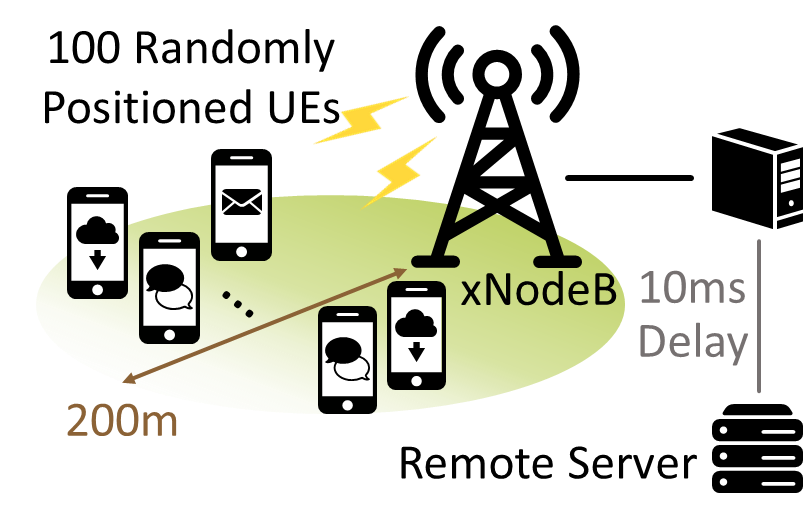 100 Randomly
Positioned UEs
xNodeB
10ms
Delay
200m
Remote Server